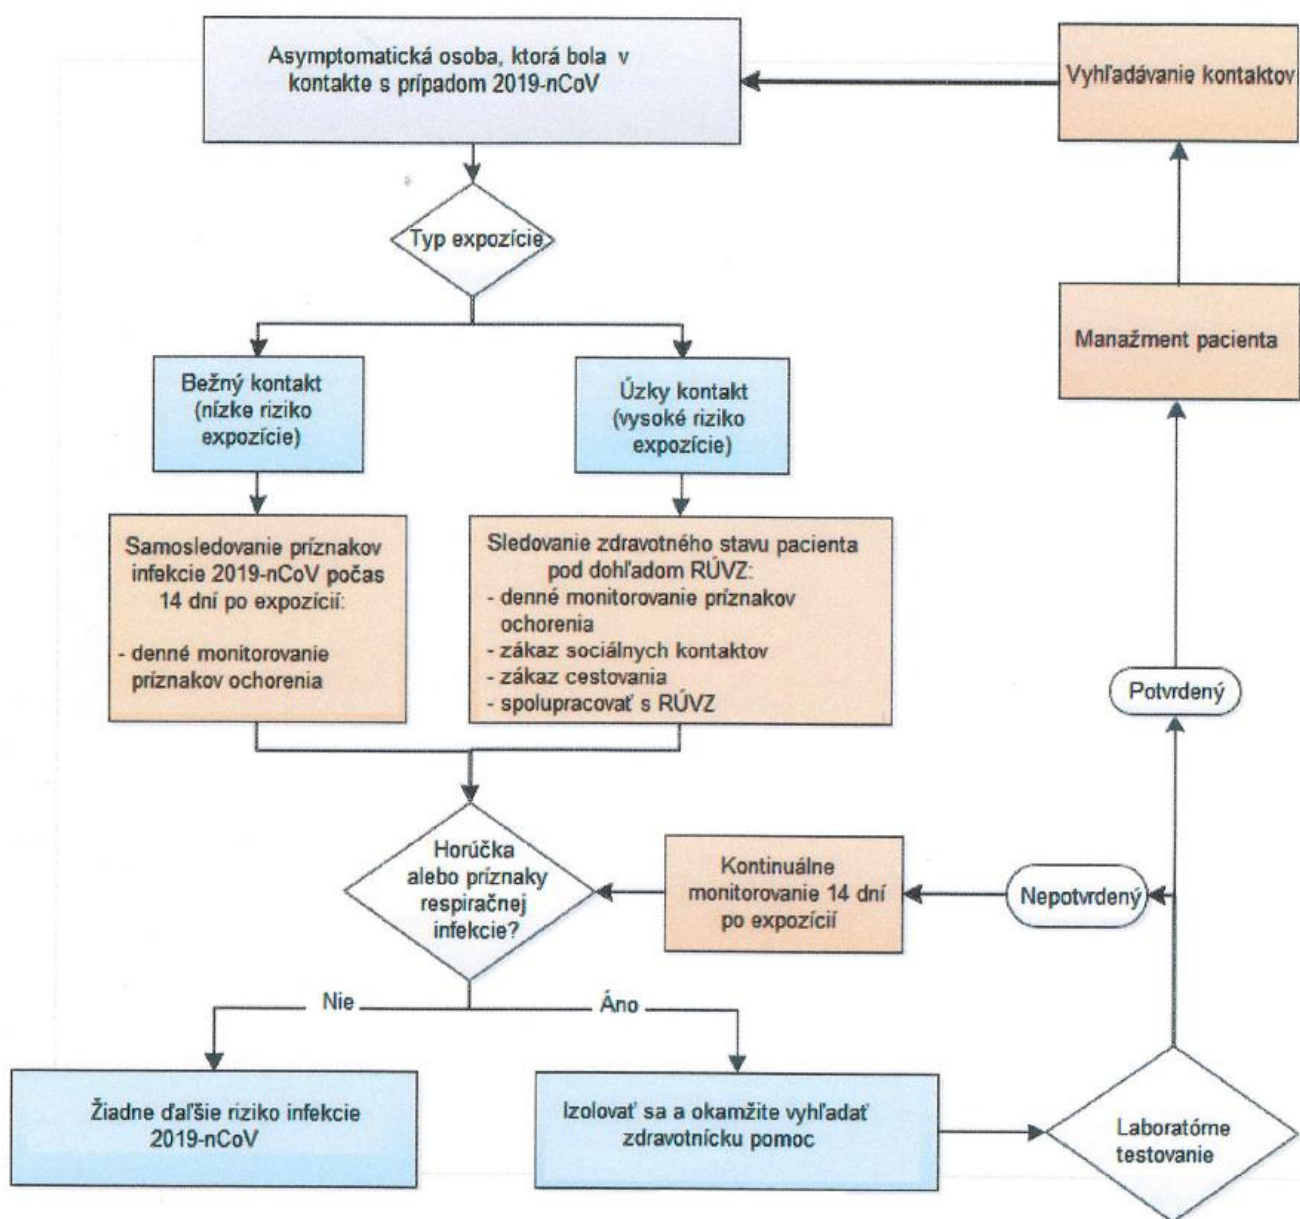 Asymptomatická osoba, ktorá bola v
kontakte s prípadom 2019-nCoV
Vyhľadávanie kontaktov
Typ expozície
Manažment pacienta
Bežný kontakt
(nízke riziko
expozície)
Úzky kontakt
(vysoké riziko
expozície)
Samosledovanie príznakov
infekcie 2019-nCoV počas
14 dní po expozícií:
- denné monitorovanie
príznakov ochorenia
Sledovanie zdravotného stavu pacienta
pod dohľadom RÚVZ:
- denné monitorovanie príznakov
ochorenia
- zákaz sociálnych kontaktov
- zákaz cestovania
- spolupracovať s RÚVZ
Potvrdený
Horúčka
alebo príznaky
respiračnej
infekcie?
Kontinuálne
monitorovanie 14 dní
po expozícií
Nepotvrdený
Nie
Áno
Žiadne ďaľšie riziko infekcie
2019-nCoV
Izolovať sa a okamžite vyhľadať
zdravotnícku pomoc
Laboratórne
testovanie